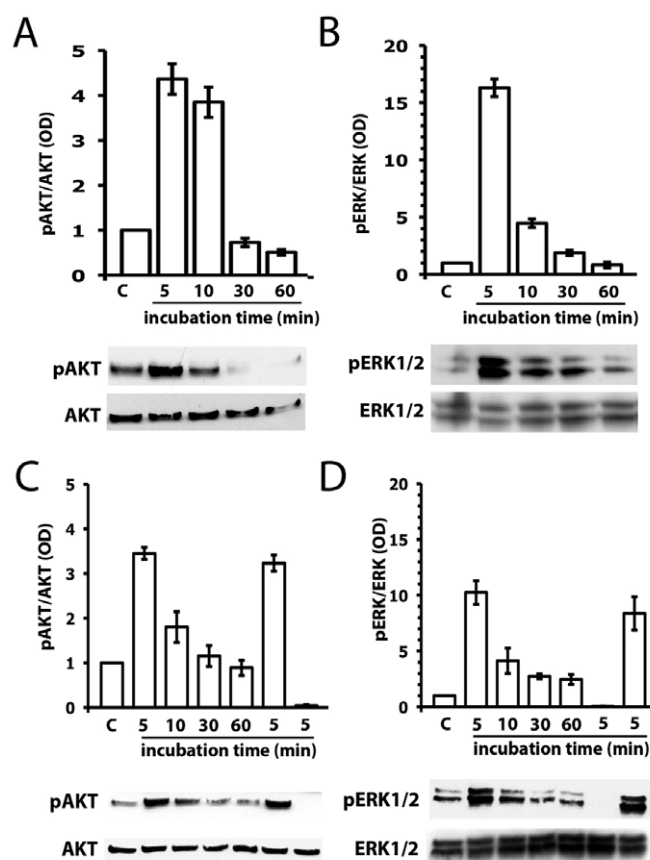 A
pAKT/AKT (OD)
5
4
3
2
1
0
C 5 10 30 60
incubation time (min)
pAKT
AKT
B
pERK/ERK (OD)
20
15
10
5
0
C 5 10 30 60
incubation time (min)
pERK1/2
ERK1/2
C
pAKT/AKT (OD)
5
4
3
2
1
0
C 5 10 30 60 5 5
incubation time (min)
pAKT
AKT
D
pERK/ERK (OD)
20
15
10
5
0
C 5 10 30 60 5 5
incubation time (min)
pERK1/2
ERK1/2